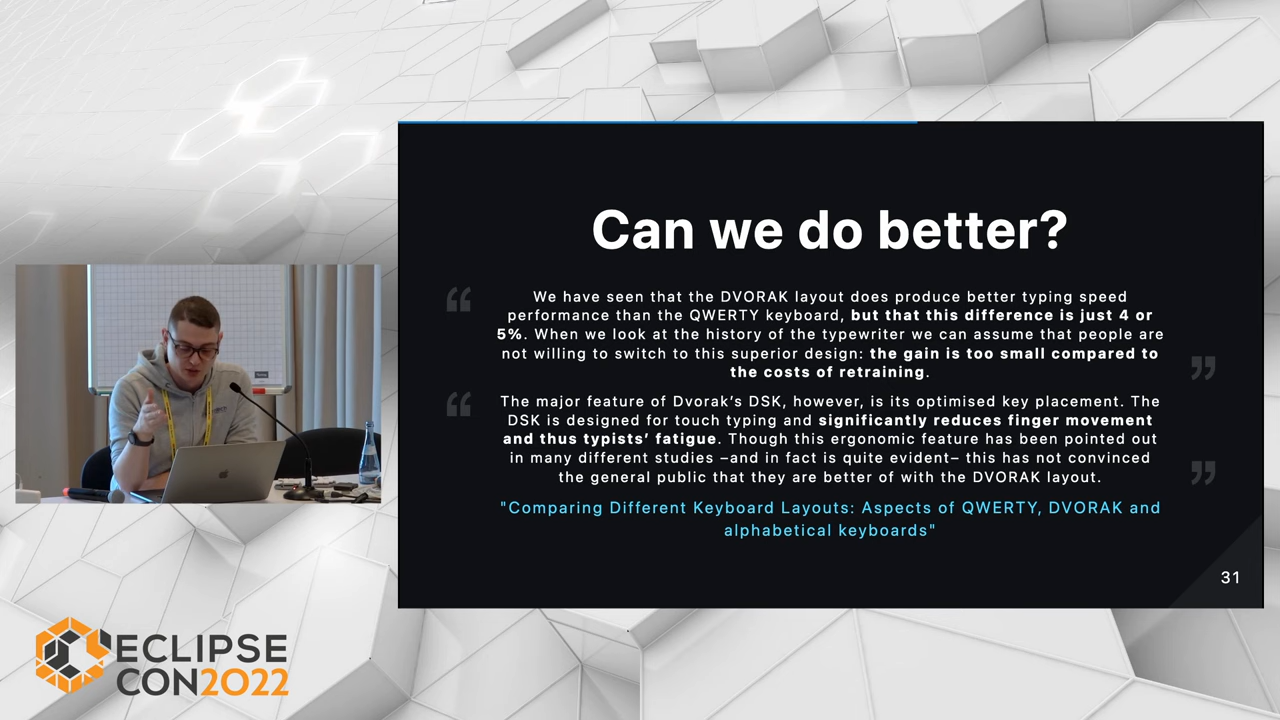 Can we do better?
“
We have seen that the DVORAK layout does produce better typing speed
performance than the QWERTY keyboard, but that this difference is just 4 or
5%. When we look at the history of the typewriter we can assume that people are
not willing to switch to this superior design: the gain is too small compared to
the costs of retraining.
”
“
The major feature of Dvorak’s DSK, however, is its optimised key placement. The
DSK is designed for touch typing and significantly reduces finger movement
and thus typists’ fatigue. Though this ergonomic feature has been pointed out
in many different studies –and in fact is quite evident– this has not convinced
the general public that they are better of with the DVORAK layout.
”
"Comparing Different Keyboard Layouts: Aspects of QWERTY, DVORAK and
alphabetical keyboards"
31
ECLIPSE
CON2022